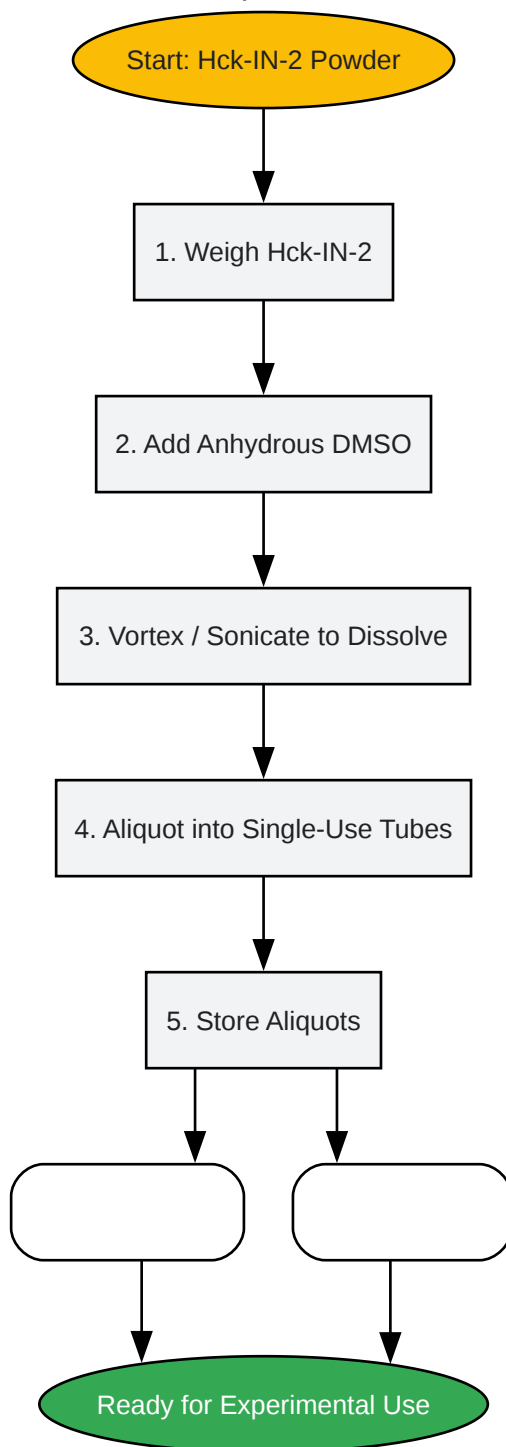 Start: Hck-IN-2 Powder
1. Weigh Hck-IN-2
2. Add Anhydrous DMSO
3. Vortex / Sonicate to Dissolve
4. Aliquot into Single-Use Tubes
5. Store Aliquots
Ready for Experimental Use